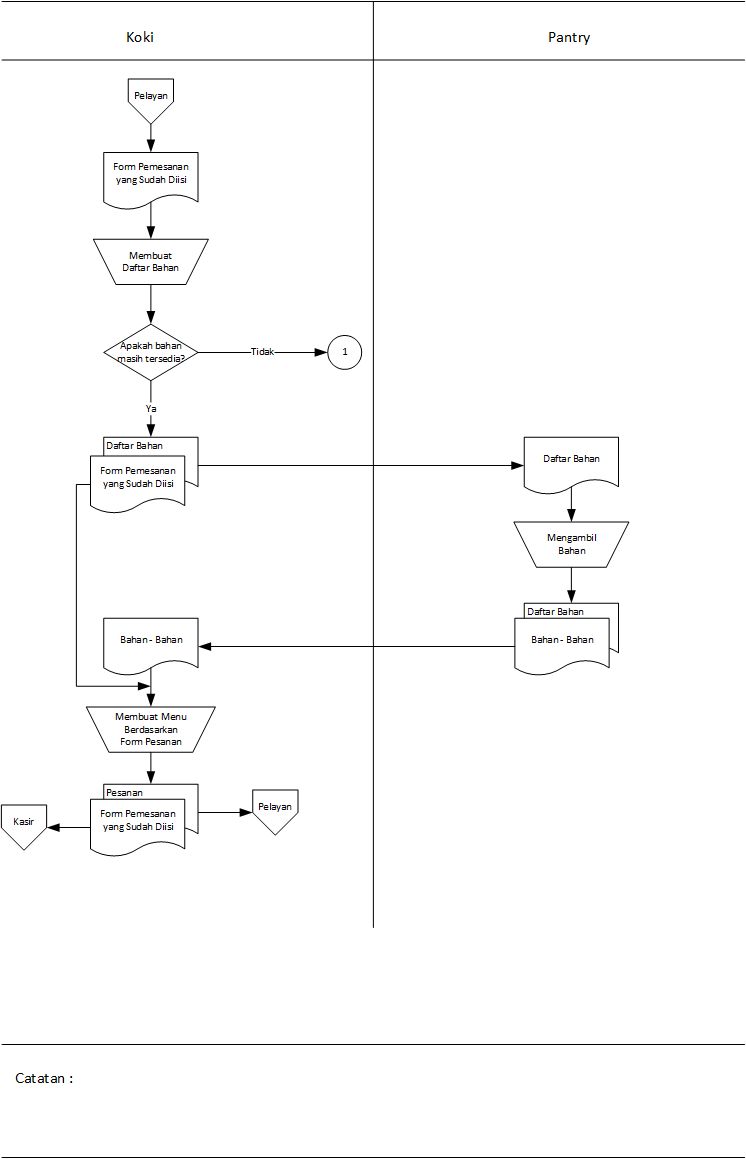 Koki
Pantry
Pelayan
Form Pemesanan
yang Sudah Diisi
Membuat
Daftar Bahan
Apakah bahan
masih tersedia?
Tidak
1
Ya
Daftar Bahan
Form Pemesanan
yang Sudah Diisi
Daftar Bahan
Mengambil
Bahan
Daftar Bahan
Bahan - Bahan
Bahan - Bahan
Membuat Menu
Berdasarkan
Form Pesanan
Pesanan
Form Pemesanan
yang Sudah Diisi
Pelayan
Kasir
Catatan :